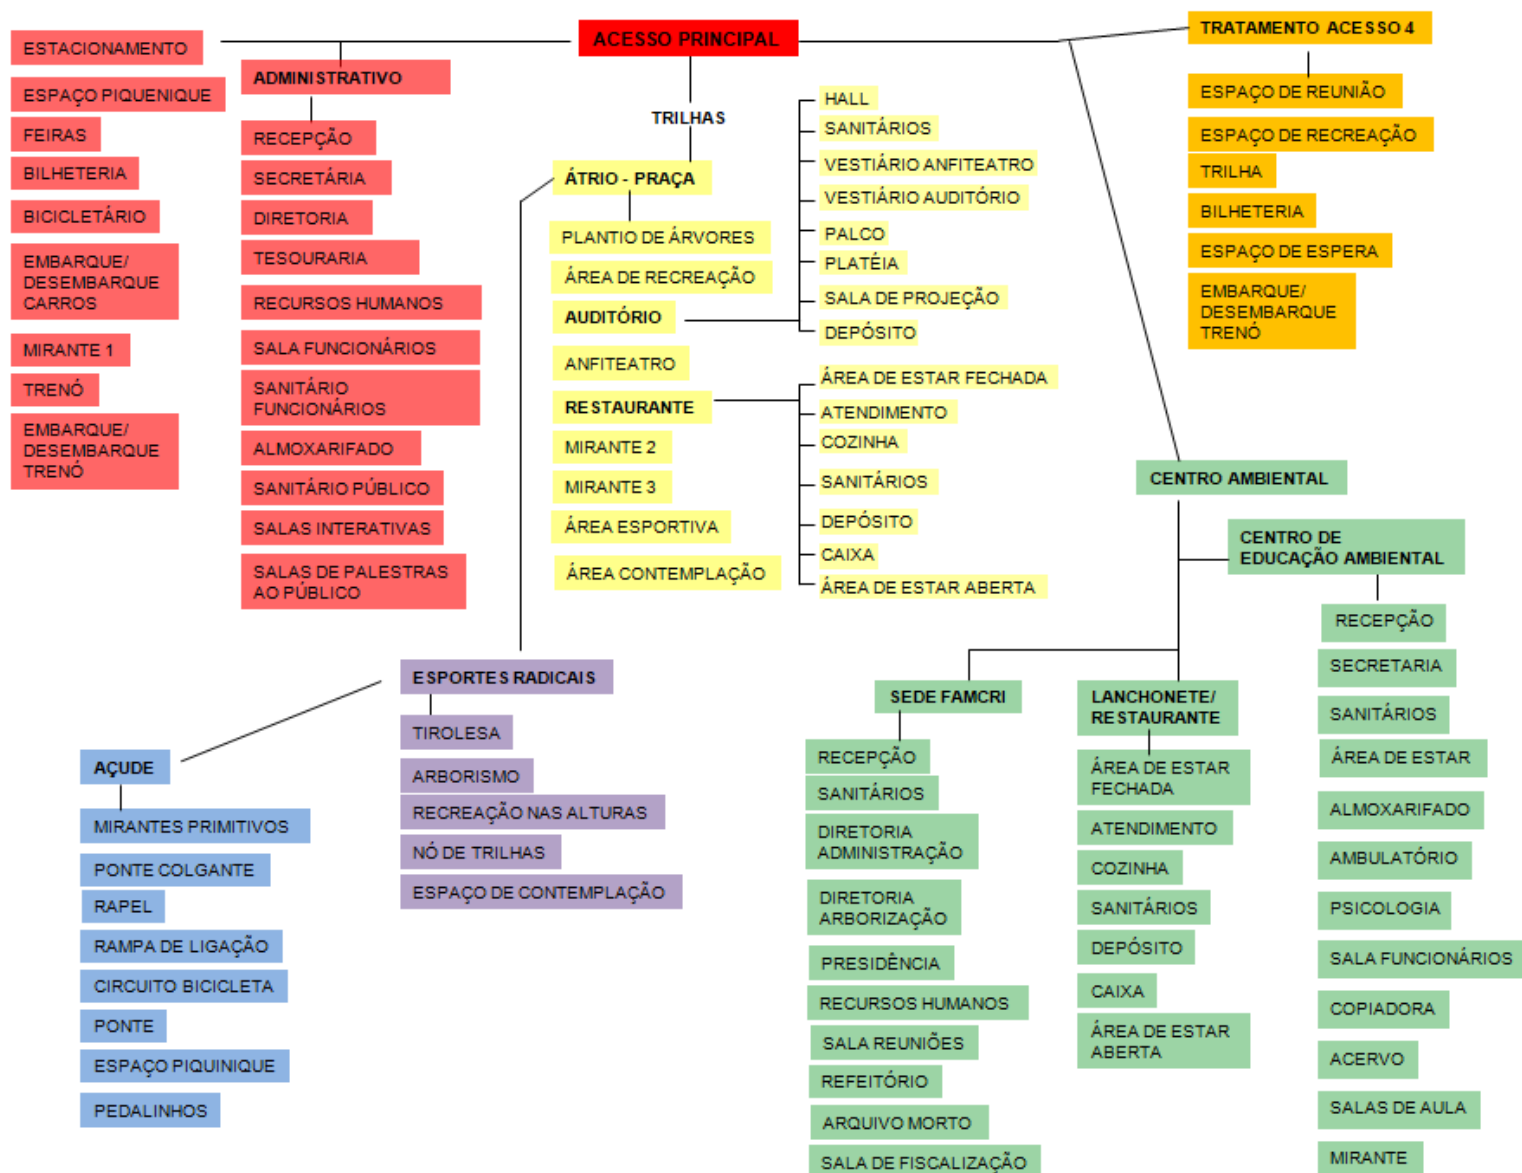 ACESSO PRINCIPAL
ESTACIONAMENTO
ESPAÇO PIQUENIQUE
FEIRAS
BILHETERIA
BICICLETÁRIO
EMBARQUE/
DESEMBARQUE
CARROS
MIRANTE 1
TRENÓ
EMBARQUE/
DESEMBARQUE
TRENÓ
ADMINISTRATIVO
RECEPÇÃO
SECRETÁRIA
DIRETORIA
TESOURARIA
RECURSOS HUMANOS
SALA FUNCIONÁRIOS
SANITÁRIO
FUNCIONÁRIOS
ALMOXARIFADO
SANITÁRIO PÚBLICO
SALAS INTERATIVAS
SALAS DE PALESTRAS
AO PÚBLICO
TRILHAS
ÁTRIO - PRAÇA
PLANTIO DE ÁRVORES
ÁREA DE RECREAÇÃO
AUDITÓRIO
ANFITEATRO
RESTAURANTE
MIRANTE 2
MIRANTE 3
ÁREA ESPORTIVA
ÁREA CONTEMPLAÇÃO
HALL
SANITÁRIOS
VESTIÁRIO ANFITEATRO
VESTIÁRIO AUDITÓRIO
PALCO
PLATÉIA
SALA DE PROJEÇÃO
DEPÓSITO
ÁREA DE ESTAR FECHADA
ATENDIMENTO
COZINHA
SANITÁRIOS
DEPÓSITO
CAIXA
ÁREA DE ESTAR ABERTA
TRATAMENTO ACESSO 4
ESPAÇO DE REUNIÃO
ESPAÇO DE RECREAÇÃO
TRILHA
BILHETERIA
ESPAÇO DE ESPERA
EMBARQUE/
DESEMBARQUE
TRENÓ
CENTRO AMBIENTAL
CENTRO DE
EDUCAÇÃO AMBIENTAL
RECEPÇÃO
SECRETARIA
SANITÁRIOS
ÁREA DE ESTAR
ALMOXARIFADO
AMBULATÓRIO
PSICOLOGIA
SALA FUNCIONÁRIOS
COPIADORA
ACERVO
SALAS DE AULA
MIRANTE
SEDE FAMCRI
RECEPÇÃO
SANITÁRIOS
DIRETORIA
ADMINISTRAÇÃO
DIRETORIA
ARBORIZAÇÃO
PRESIDÊNCIA
RECURSOS HUMANOS
SALA REUNIÕES
REFEITÓRIO
ARQUIVO MORTO
SALA DE FISCALIZAÇÃO
LANCHONETE/
RESTAURANTE
ÁREA DE ESTAR
FECHADA
ATENDIMENTO
COZINHA
SANITÁRIOS
DEPÓSITO
CAIXA
ÁREA DE ESTAR
ABERTA
ESPORTES RADICAIS
TIROLESA
ARBORISMO
RECREAÇÃO NAS ALTURAS
NÓ DE TRILHAS
ESPAÇO DE CONTEMPLAÇÃO
AÇUDE
MIRANTES PRIMITIVOS
PONTE COLGANTE
RAPEL
RAMPA DE LIGAÇÃO
CIRCUITO BICICLETA
PONTE
ESPAÇO PIQUINIQUE
PEDALINHOS